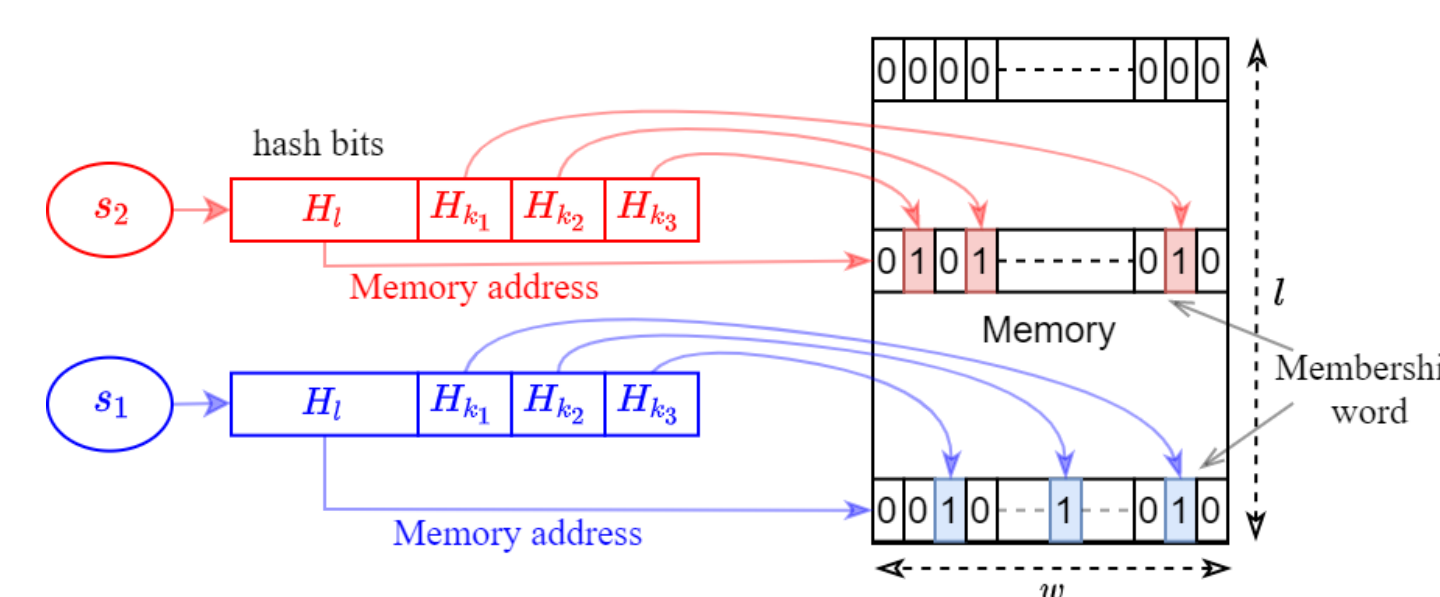 0 0 0 0 0 0 0
hash bits
s₂ Hₗ Hₖ₁ Hₖ₂ Hₖ₃
0 1 0 1 0 1 0
Memory address
l
Memory
Membershi
word
s₁ Hₗ Hₖ₁ Hₖ₂ Hₖ₃
0 0 1 0 1 0 1 0
Memory address
w